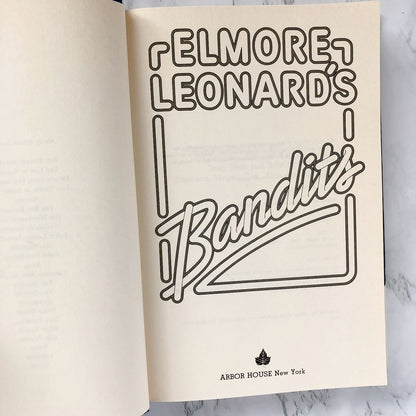 ELMORE
LEONARD'S
Bandits
ARBOR HOUSE New York